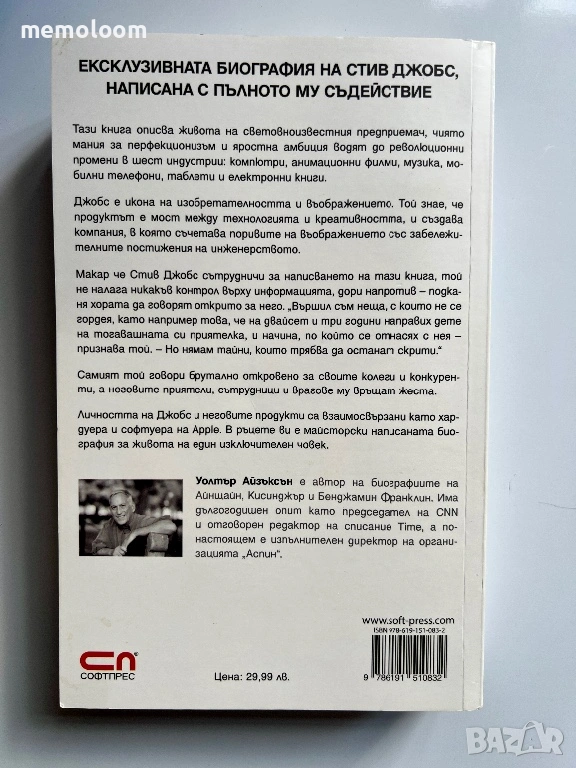 memoloom
ЕКСКЛУЗИВНАТА БИОГРАФИЯ НА СТИВ ДЖОБС,
НАПИСАНА С ПЪЛНОТО МУ СЪДЕЙСТВИЕ
Тази книга описва живота на световноизвестния предприемач, чиято
мания за перфекционизъм и яростна амбиция водят до революционни
промени в шест индустрии: компютри, анимационни филми, музика, мо-
билни телефони, таблети и електронни книги.
Джобс е икона на изобретателността и въображението. Той знае, че
продуктът е мост между технологията и креативността, и създава
компания, в която съчетава поривите на въображението със забележи-
телните постижения на инженерството.
Макар че Стив Джобс сътрудничи за написването на тази книга, той
не налага никакъв контрол върху информацията, дори напротив – подка-
ня хората да говорят открито за него. „Вършил съм неща, с които не се
гордея, като например това, че на двайсет и три години направих дете
на тогавашната си приятелка, и начина, по който се отнасях с нея –
признава той. – Но нямам тайни, които трябва да останат скрити.“
Самият той говори брутално откровено за своите колеги и конкурен-
ти, а неговите приятели, сътрудници и врагове му връщат жеста.
Личността на Джобс и неговите продукти са взаимосвързани като хар-
дуера и софтуера на Apple. В ръцете ви е майсторски написаната био-
графия за живота на един изключителен човек.
Уолтър Айзъксън е автор на биографиите на
Айнщайн, Кисинджър и Бенджамин Франклин. Има
дългогодишен опит като председател на CNN
и отговорен редактор на списание Time, а по-
настоящем е изпълнителен директор на органи-
зацията „Аспин“.
www.soft-press.com
ISBN 978-619-151-083-2
9 786191 510832
СП®
СОФТПРЕС
Цена: 29,99 лв.
BAZAR